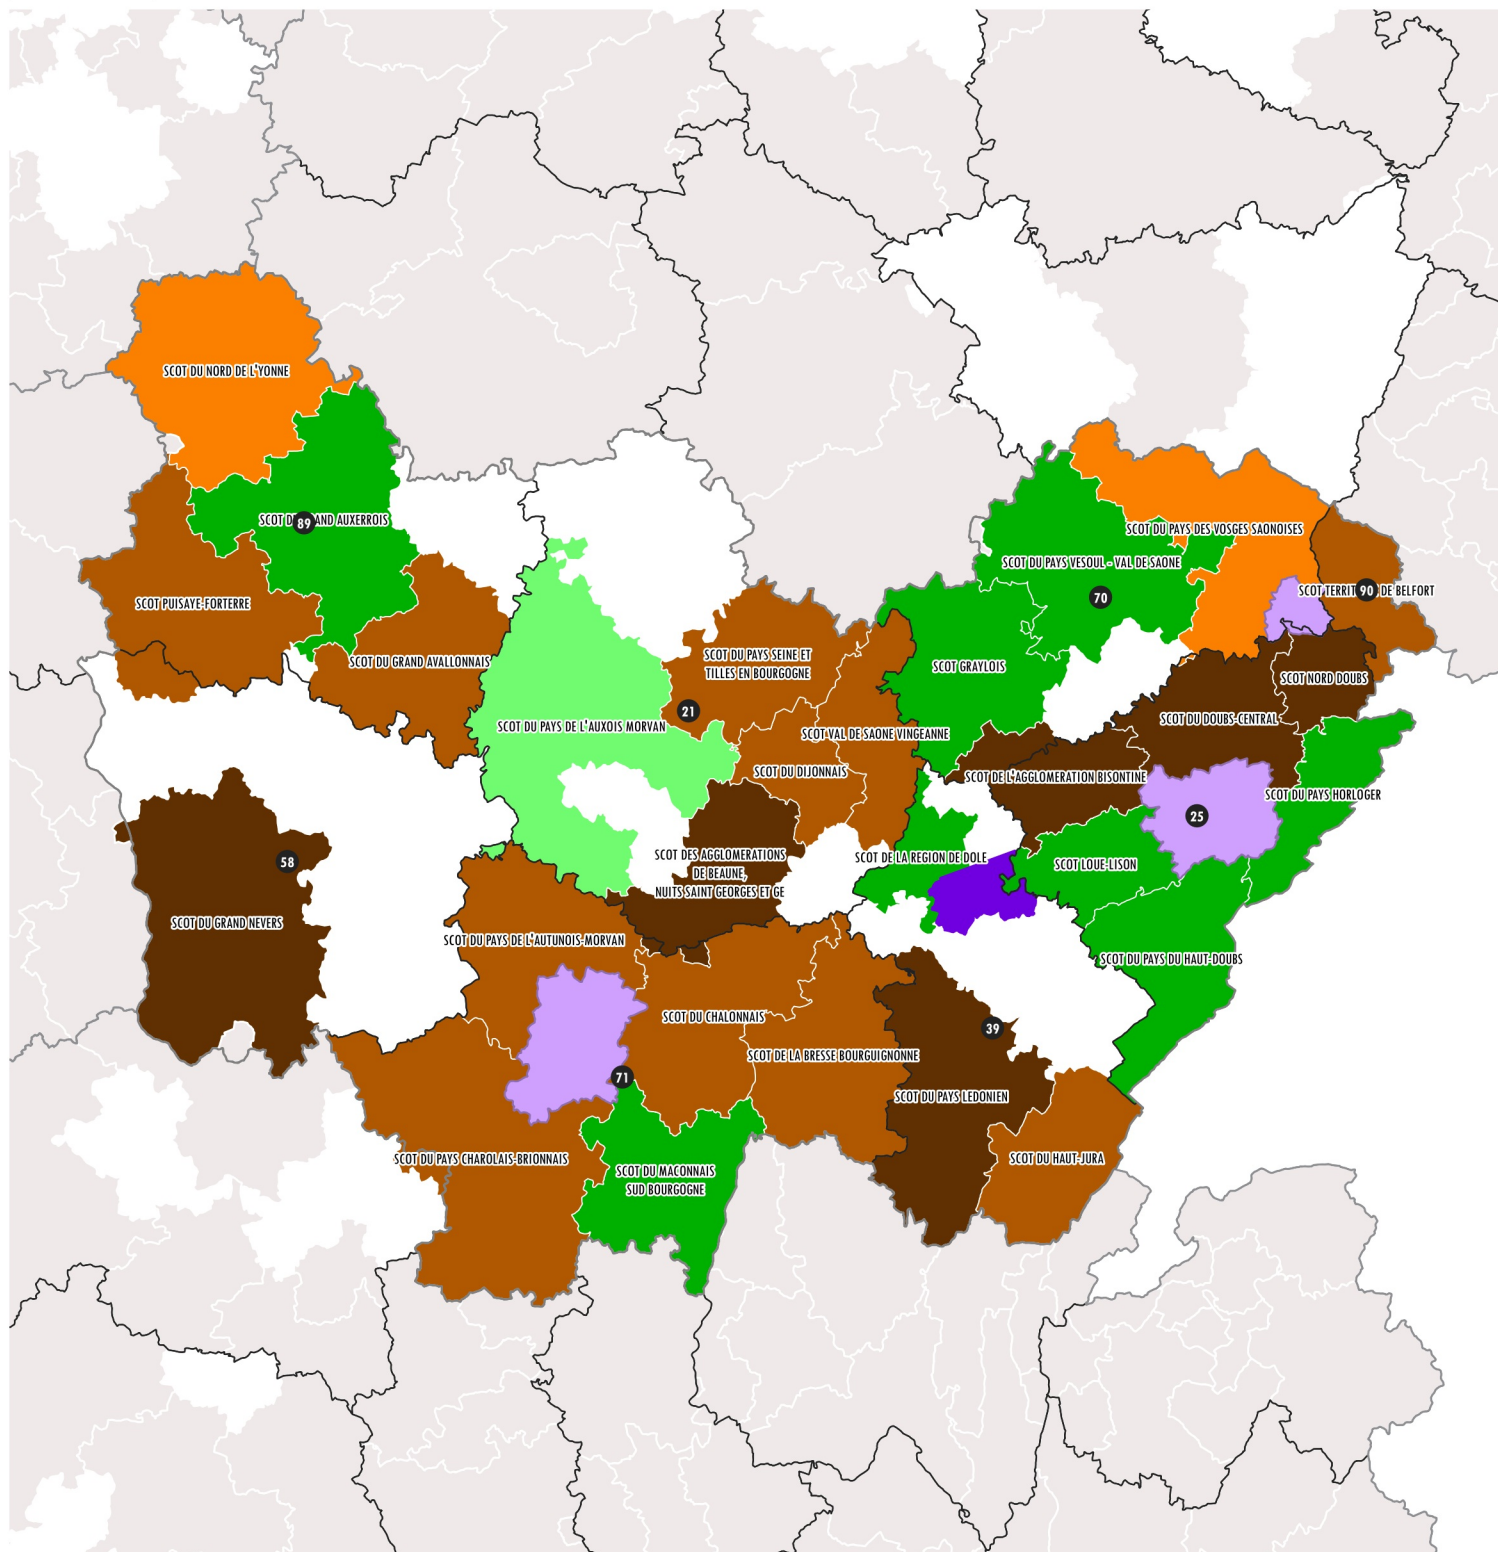 SCOT DU NORD DE L'YONNE
89
SCOT PUISAYE-FORTERRE
SCOT DU GRAND AVALLONNAIS
SCOT DU PAYS DES VOSGES SAONOISES
SCOT DU PAYS VESOUL - VAL DE SAONE
70
90
DE BELFORT
SCOT GRAYLOIS
SCOT NORD DOUBS
SCOT DU PAYS SEINE ET
TILLES EN BOURGOGNE
21
SCOT DU PAYS DE L'AUXOIS MORVAN
SCOT VAL DE SAONE VINGEANNE
SCOT DU DOUBS-CENTRAL
SCOT DU DIJONNAIS
SCOT DE L'AGGLOMERATION BISONTINE
SCOT DU PAYS HORLOGER
25
58
SCOT DES AGGLOMERATIONS
DE BEAUNE,
NUITS SAINT GEORGES ET GE
SCOT DE LA REGION DE DOLE
SCOT LOUE-LISON
SCOT DU GRAND NEVERS
SCOT DU PAYS DE L'AUTUNOIS-MORVAN
SCOT DU PAYS DU HAUT-DOUBS
SCOT DU CHALONNAIS
39
SCOT DE LA BRESSE BOURGUIGNONNE
71
SCOT DU PAYS LEDONIEN
SCOT DU PAYS CHAROLAIS-BRIONNAIS
SCOT DU MACONNAIS
SUD BOURGOGNE
SCOT DU HAUT-JURA